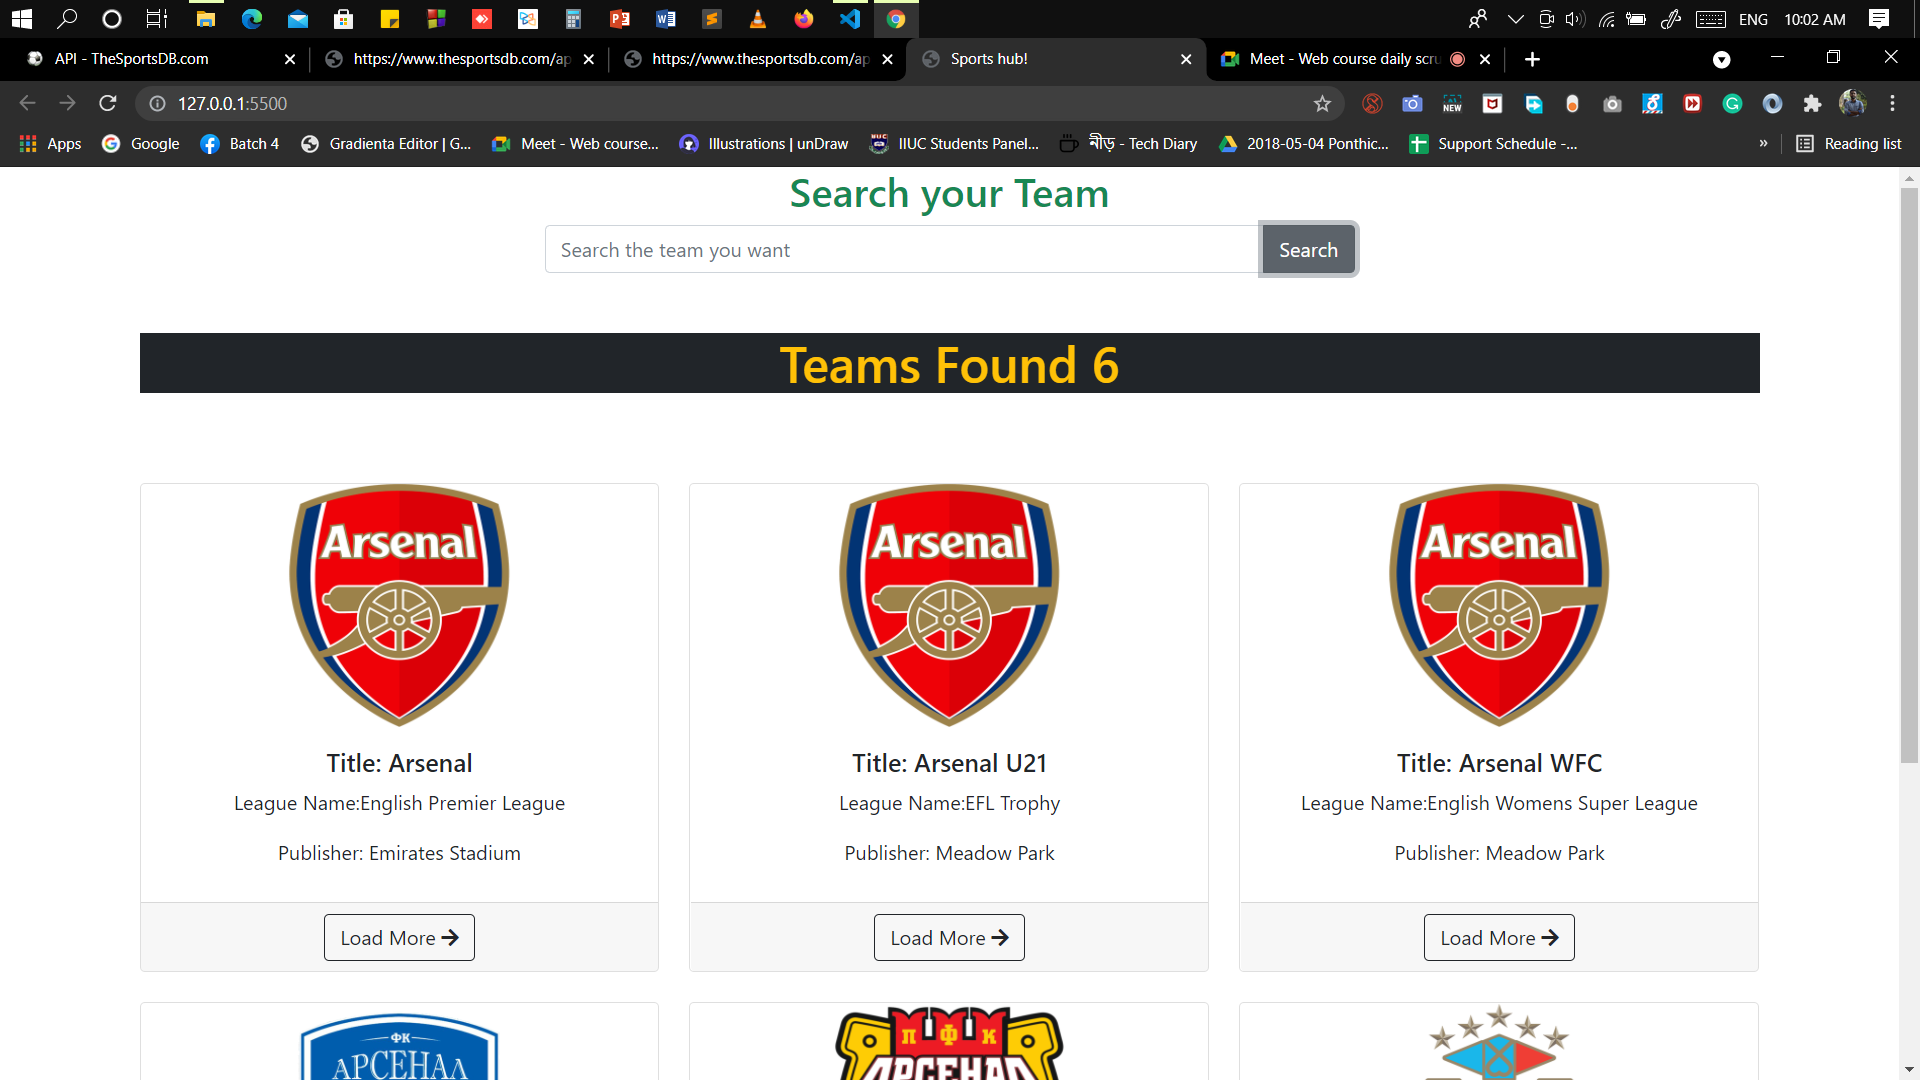 ENG 10:02 AM
API - TheSportsDB.com
https://www.thesportsdb.com/ap
https://www.thesportsdb.com/ap
Sports hub!
Meet - Web course daily scru
127.0.0.1:5500
NEW
Apps
Google
Batch 4
Gradienta Editor | G...
Meet - Web course...
Illustrations | unDraw
IIUC Students Panel...
নীড় - Tech Diary
2018-05-04 Ponthic...
Support Schedule -...
»
Reading list
Search your Team
Search the team you want
Search
Teams Found 6
Arsenal
Arsenal
Arsenal
Title: Arsenal
League Name:English Premier League
Publisher: Emirates Stadium
Load More
Title: Arsenal U21
League Name:EFL Trophy
Publisher: Meadow Park
Load More
Title: Arsenal WFC
League Name:English Womens Super League
Publisher: Meadow Park
Load More
ФК
АРСЕНАЛ
ПФК
АРСЕНАЛ